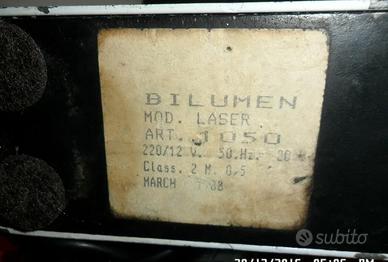 BILUMEN
MOD. LASER
ART. 1050
220/12 V. 50.Hz.
Class. 2 M. 0.5
MARCH
subito